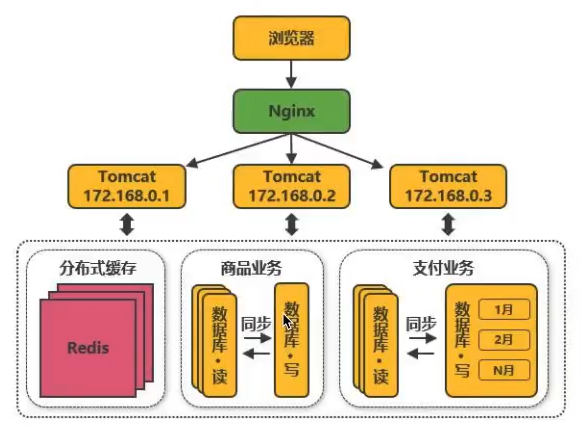 浏览器
Nginx
Tomcat
172.168.0.1
Tomcat
172.168.0.2
Tomcat
172.168.0.3
分布式缓存
Redis
商品业务
数据库·读
同步
数据库·写
支付业务
数据库·读
同步
数据库·写
1月
2月
N月